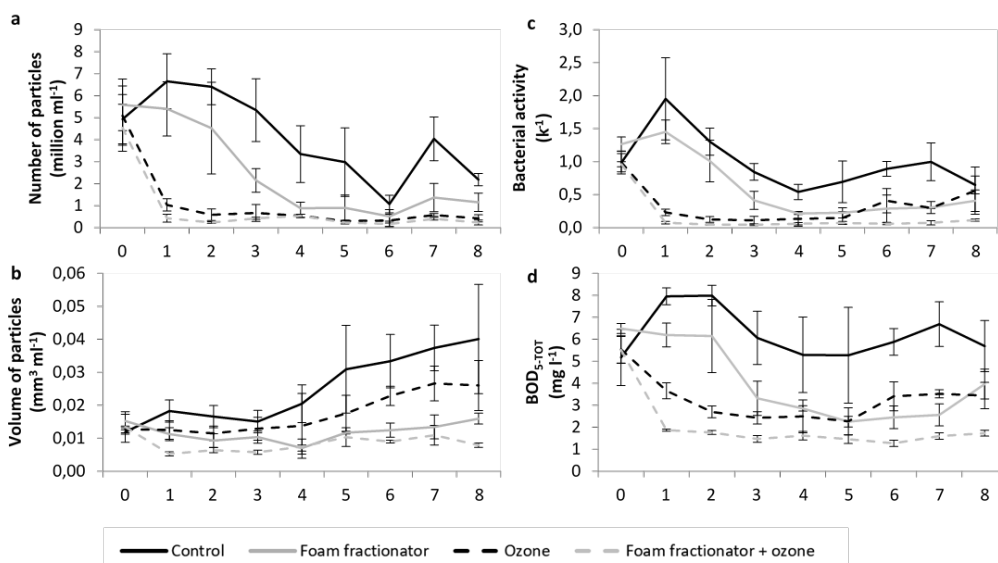 a
Number of particles
(million ml⁻¹)
9
8
7
6
5
4
3
2
1
0
0 1 2 3 4 5 6 7 8
b
Volume of particles
(mm³ ml⁻¹)
0,06
0,05
0,04
0,03
0,02
0,01
0,00
0 1 2 3 4 5 6 7 8
c
Bacterial activity
(k⁻¹)
3,0
2,5
2,0
1,5
1,0
0,5
0,0
0 1 2 3 4 5 6 7 8
d
BOD₅₋TOT
(mg l⁻¹)
9
8
7
6
5
4
3
2
1
0
0 1 2 3 4 5 6 7 8
Control Foam fractionator Ozone Foam fractionator + ozone